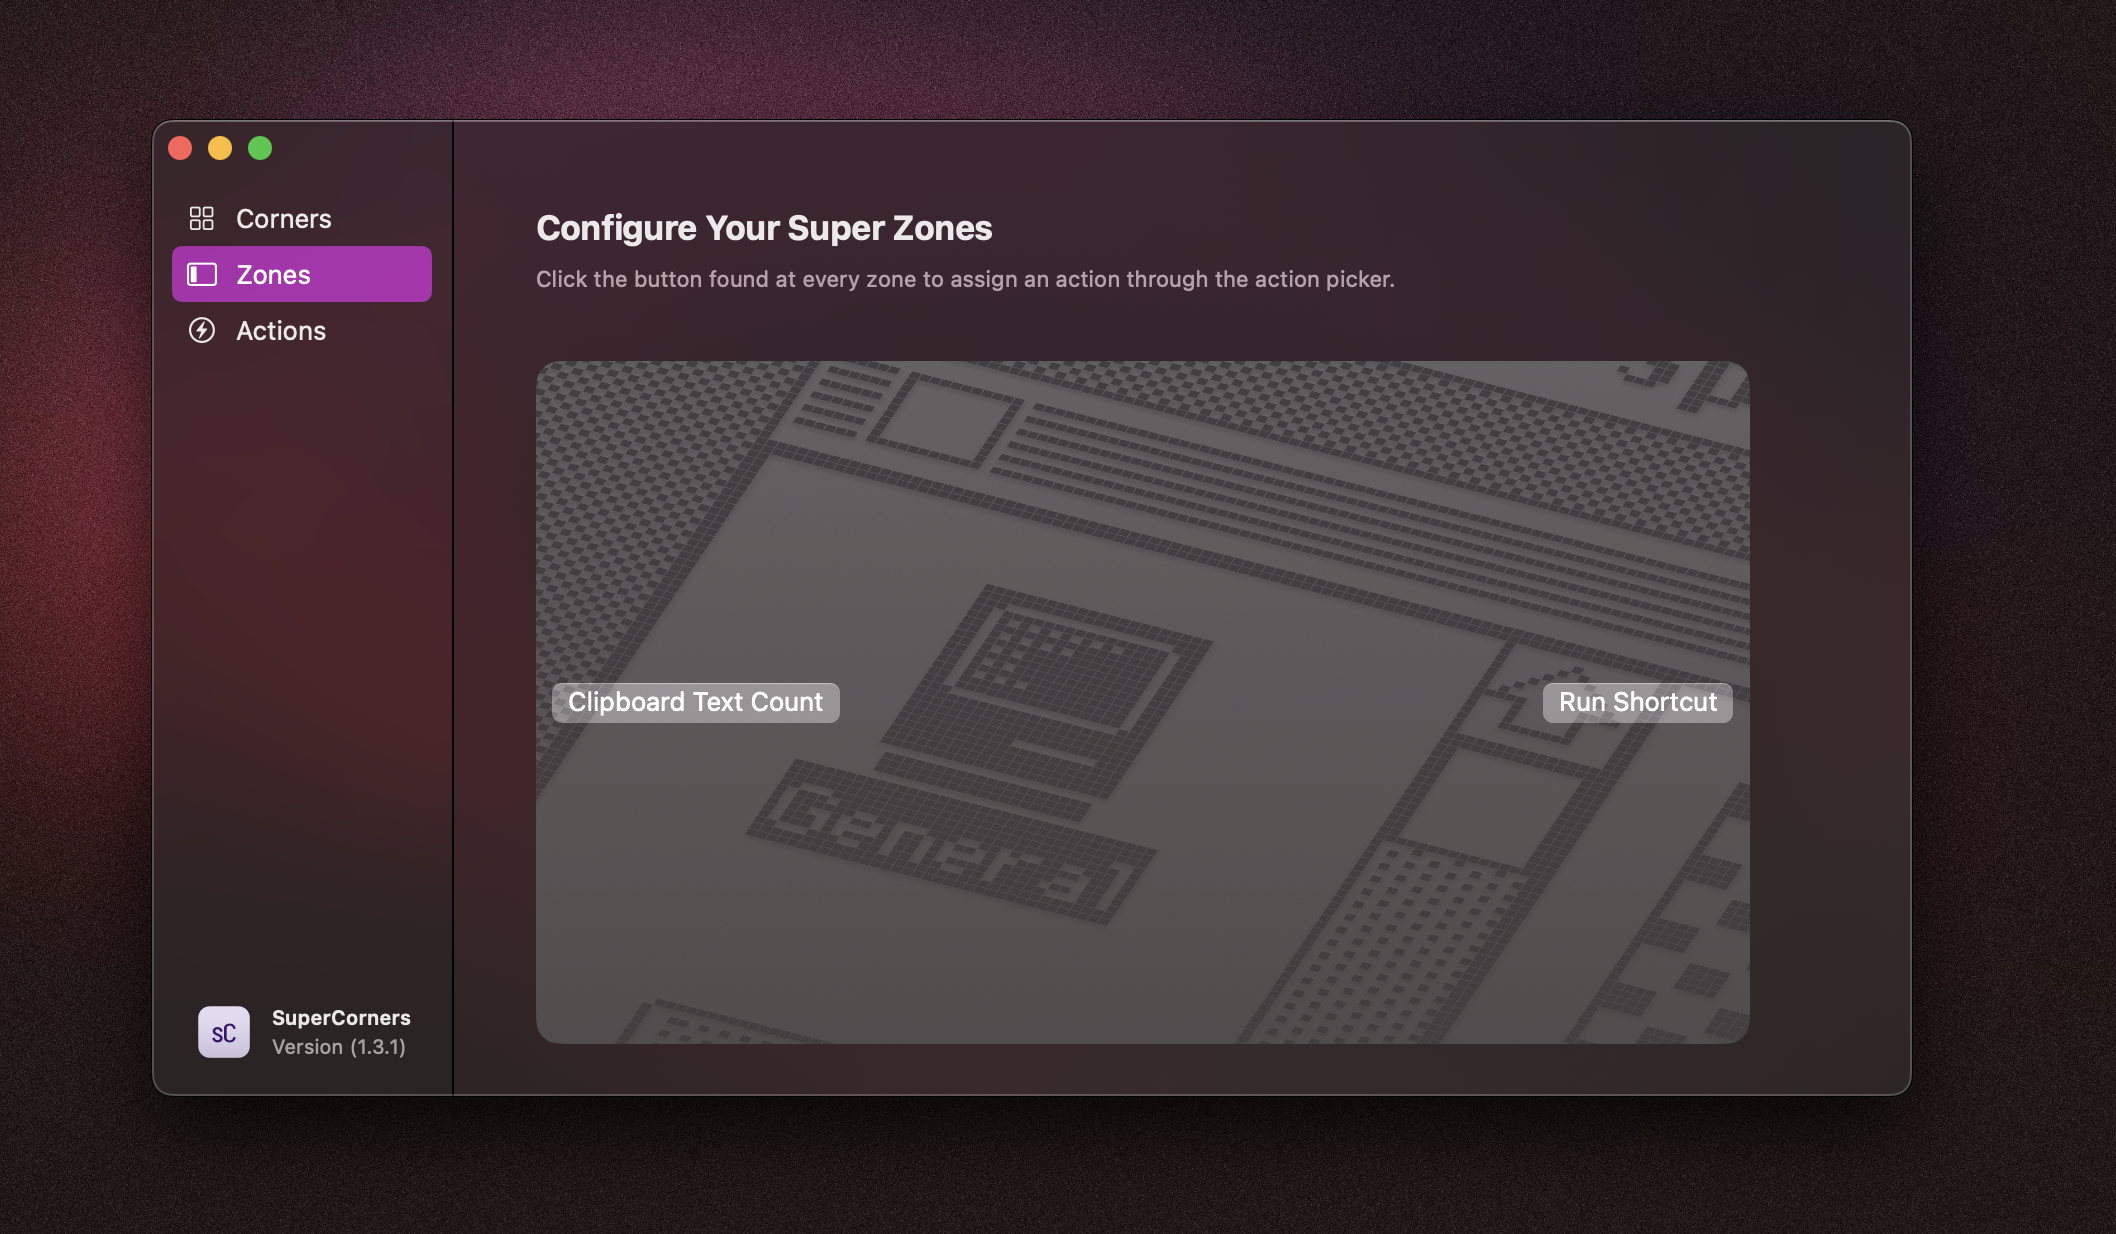 Corners
Zones
Actions
Configure Your Super Zones
Click the button found at every zone to assign an action through the action picker.
Clipboard Text Count
Run Shortcut
General
sC
SuperCorners
Version (1.3.1)